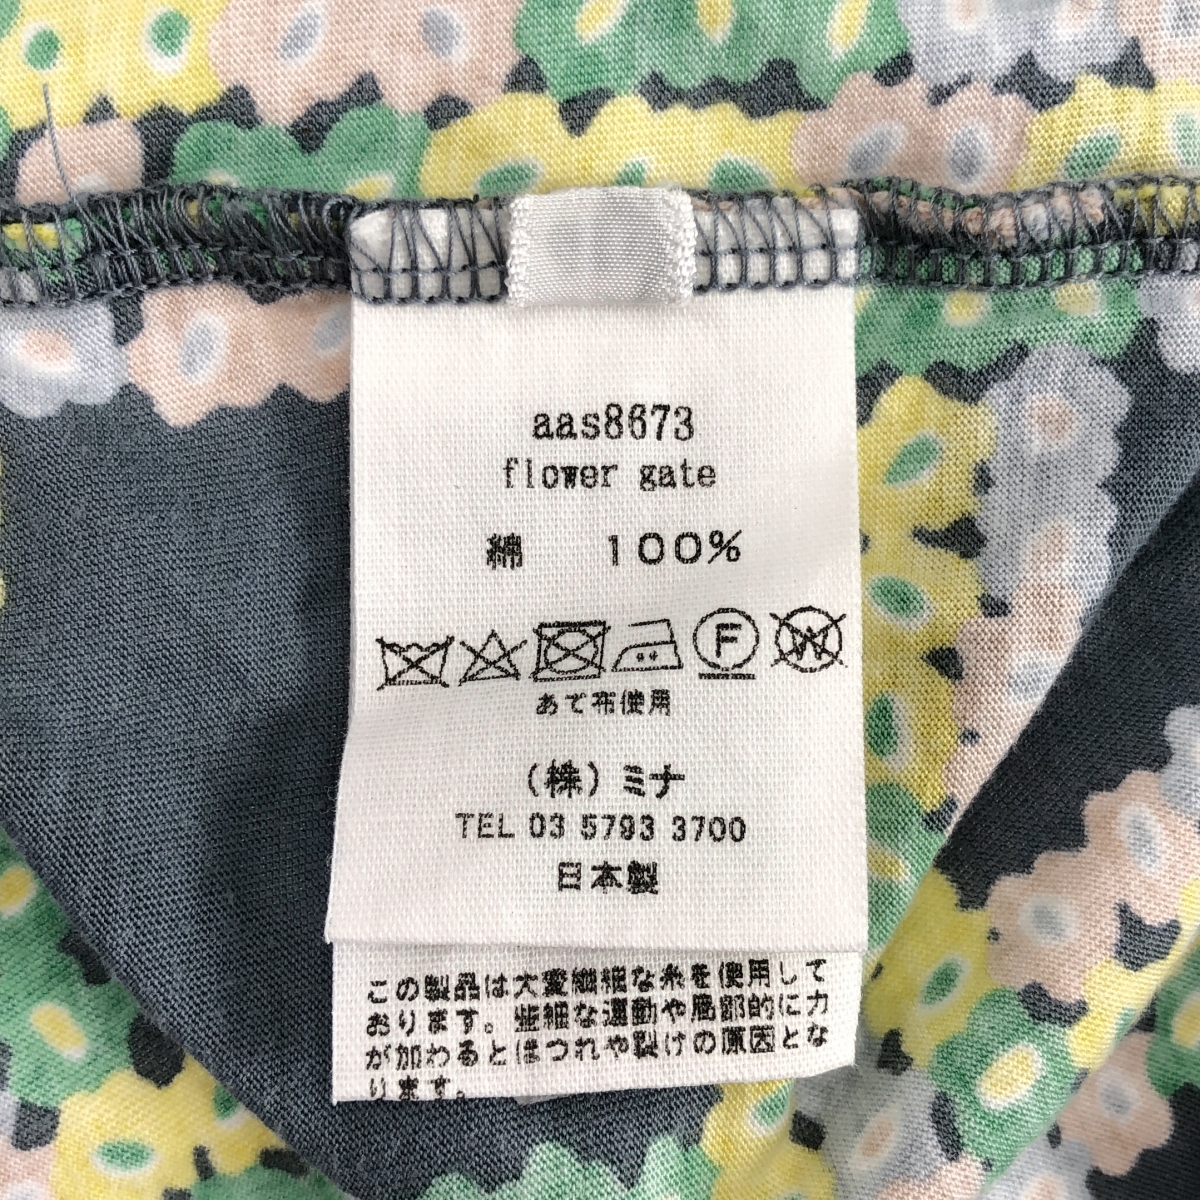 aas8673
flower gate
綿 100%
F W
あて布使用
（株）ミナ
TEL 03 5793 3700
日本製
この製品は大変繊細な糸を使用して
おります。些細な運動や局部的に力
が加わるとほつれや裂けの原因とな
ります。